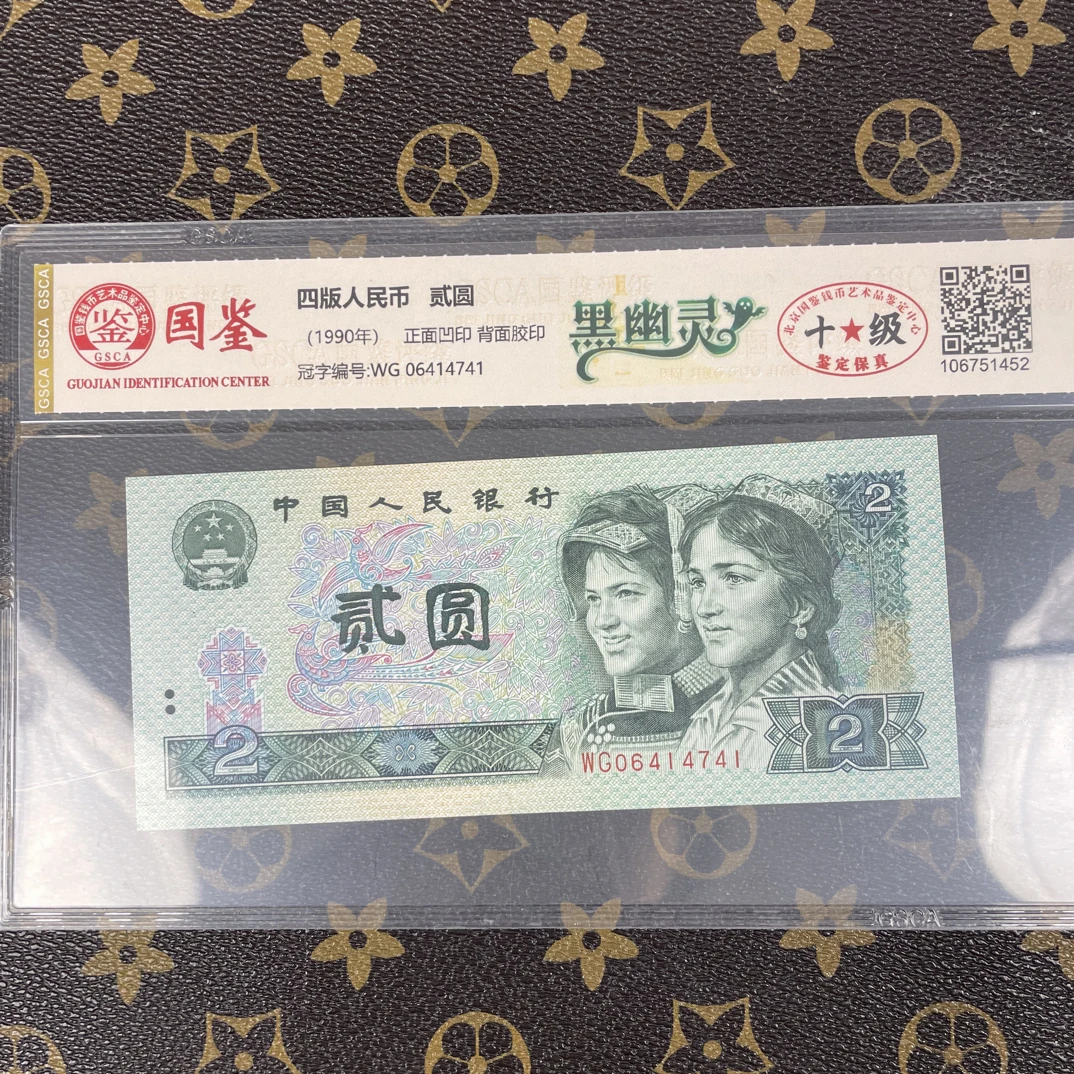 GSCA GSCA GSCA
国鉴钱币艺术品鉴定中心
鉴
GSCA
国鉴
GUOJIAN IDENTIFICATION CENTER
四版人民币 贰圆
(1990年) 正面凹印 背面胶印
冠字编号:WG 06414741
黑幽灵
北京国鉴钱币艺术品鉴定中心
十★级
鉴定保真
106751452
中国人民银行
2
贰圆
2
WG06414741
2